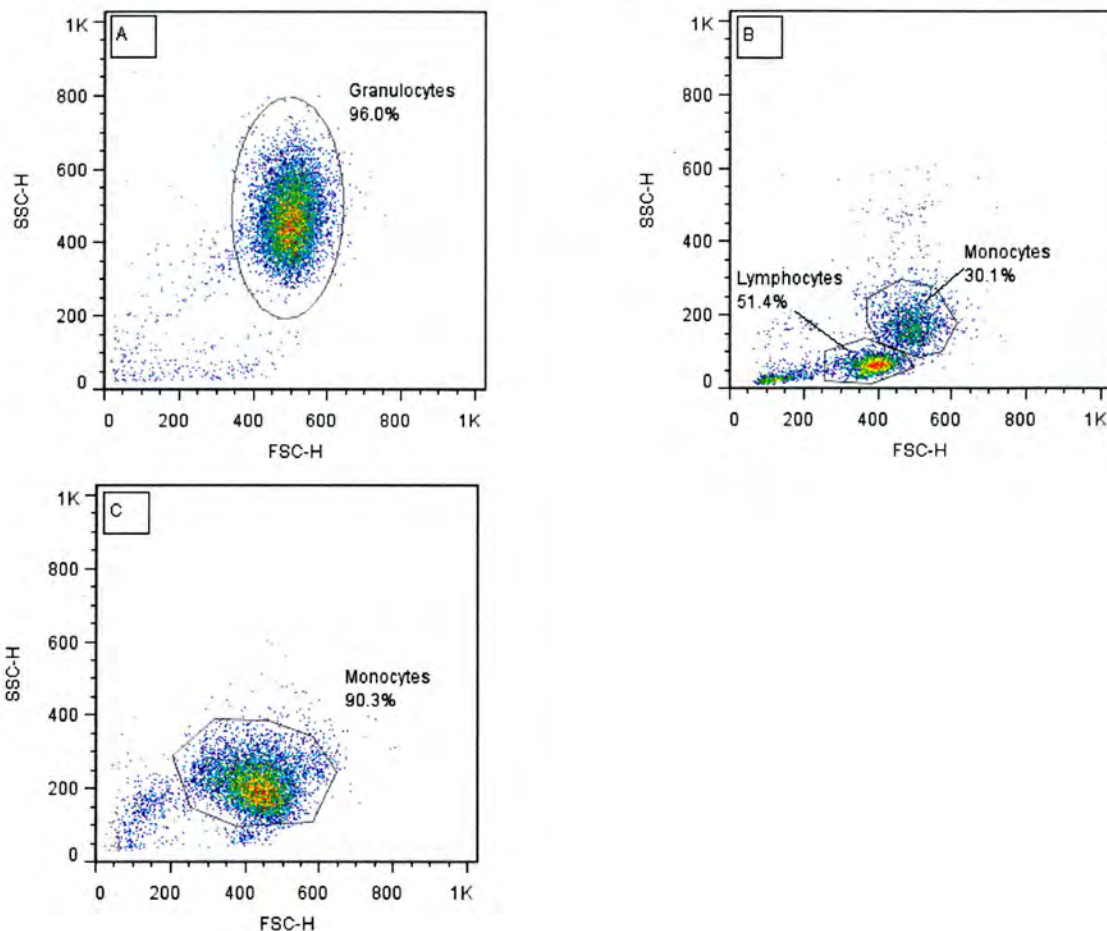 A
1K
800
600
400
200
0
SSC-H
Granulocytes
96.0%
0 200 400 600 800 1K
FSC-H
B
1K
800
600
400
200
0
SSC-H
Lymphocytes
51.4%
Monocytes
30.1%
0 200 400 600 800 1K
FSC-H
C
1K
800
600
400
200
0
SSC-H
Monocytes
90.3%
0 200 400 600 800 1K
FSC-H